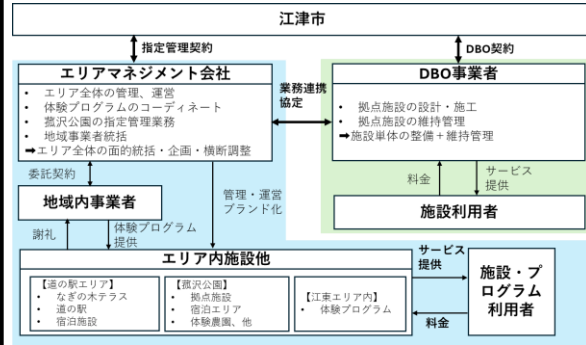 江津市
指定管理契約
DBO契約
エリアマネジメント会社
• エリア全体の管理、運営
• 体験プログラムのコーディネート
• 菰沢公園の指定管理業務
• 地域事業者統括
➡エリア全体の面的統括・企画・横断調整
業務連携
協定
DBO事業者
• 拠点施設の設計・施工
• 拠点施設の維持管理
➡施設単体の整備+維持管理
委託契約
地域内事業者
謝礼
体験プログラム
提供
管理・運営
ブランド化
料金
サービス
提供
施設利用者
エリア内施設他
【道の駅エリア】
• なぎの木テラス
• 道の駅
• 宿泊施設
【菰沢公園】
• 拠点施設
• 宿泊エリア
• 体験農園、他
【江東エリア内】
• 体験プログラム
サービス
提供
料金
施設・プロ
グラム
利用者